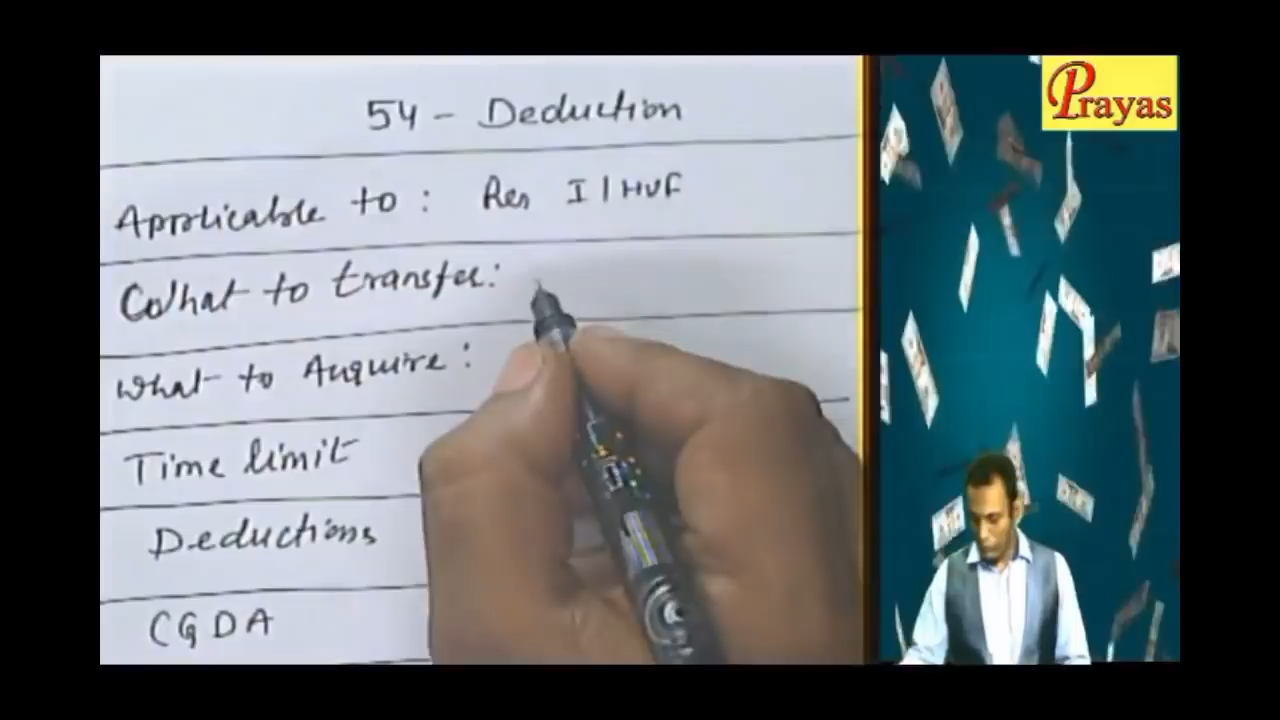 Prayas
54 - Deduction
Applicable to : Res I / HUF
What to transfer :
What to Acquire :
Time limit
Deductions
CGDA